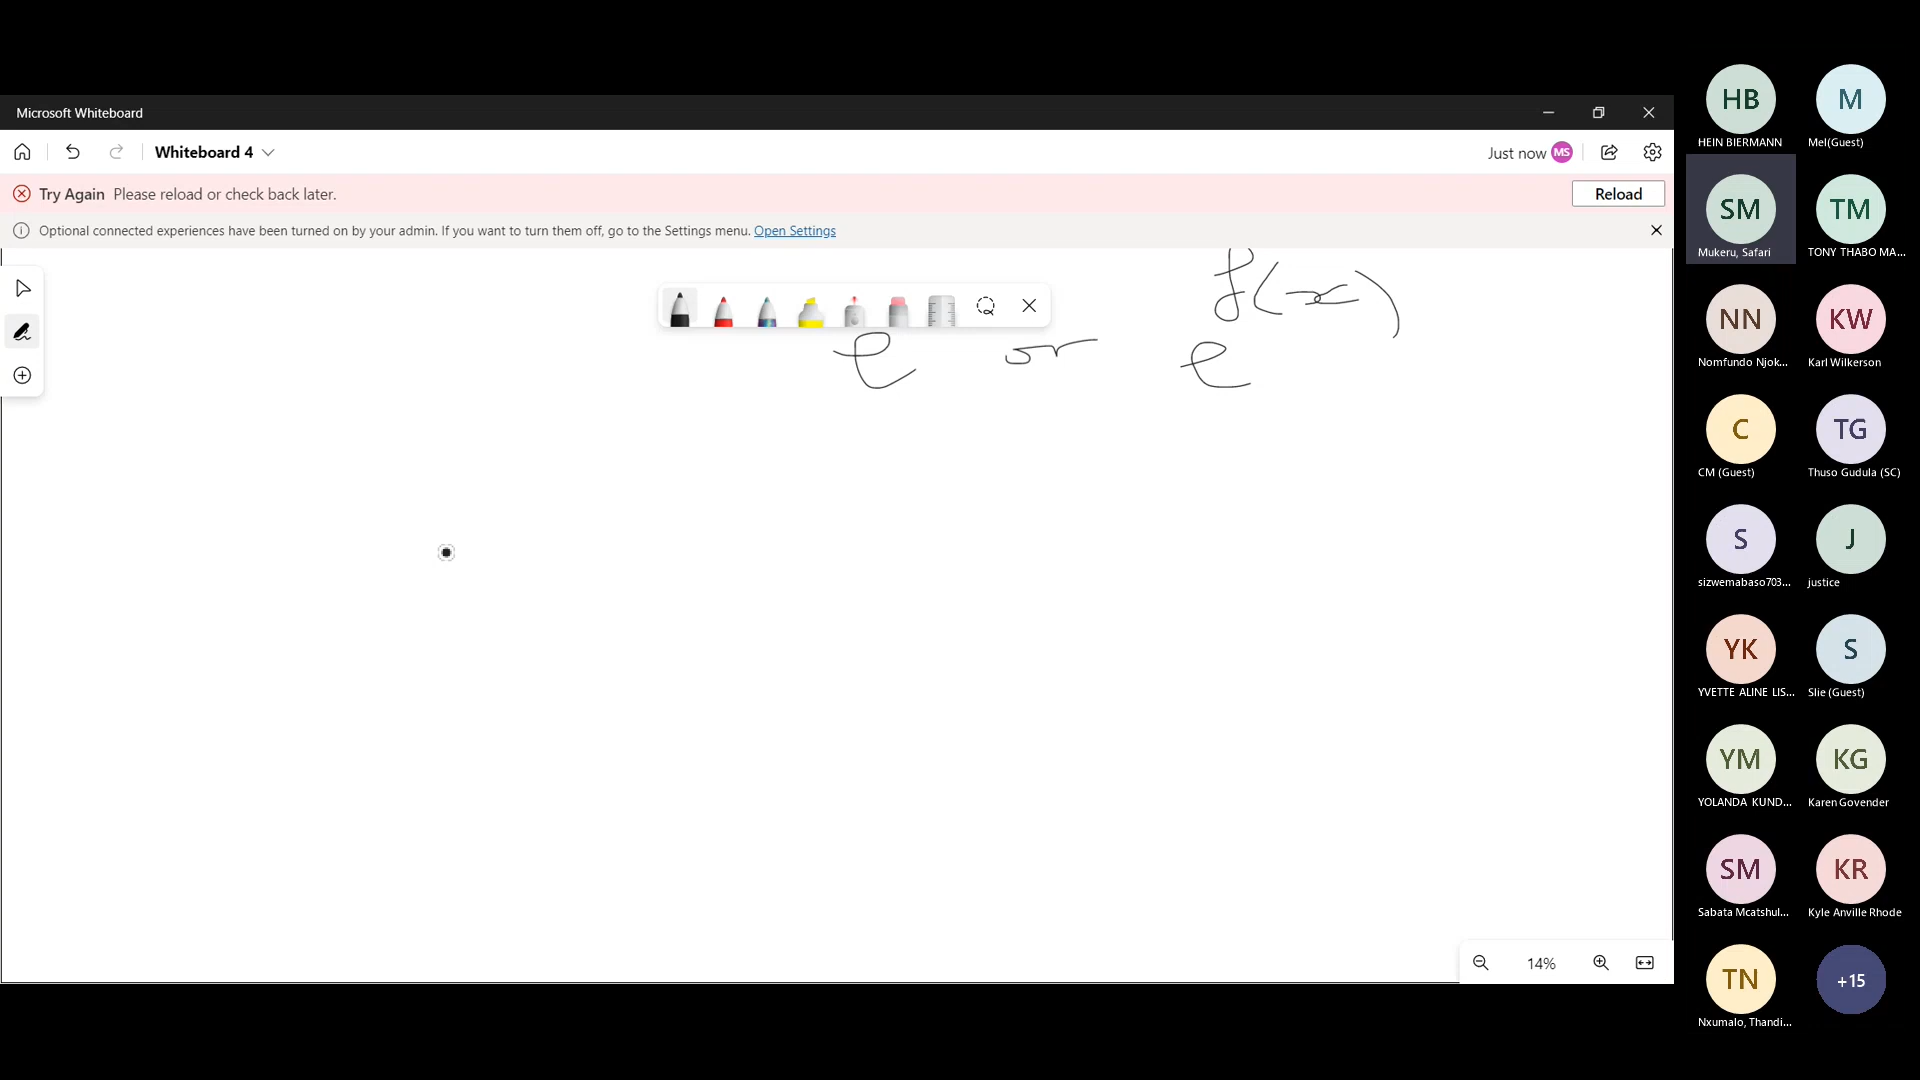 Microsoft Whiteboard
Whiteboard 4
Just now MS
Try Again Please reload or check back later.
Reload
Optional connected experiences have been turned on by your admin. If you want to turn them off, go to the Settings menu. Open Settings
f(x)
e or e
14%
HB
HEIN BIERMANN
M
Mel(Guest)
SM
Mukeru, Safari
TM
TONY THABO MA...
NN
Nomfundo Njok...
KW
Karl Wilkerson
C
CM (Guest)
TG
Thuso Gudula (SC)
S
sizwemabaso703...
J
justice
YK
YVETTE ALINE LIS...
S
Slie (Guest)
YM
YOLANDA KUND...
KG
Karen Govender
SM
Sabata Mcatshul...
KR
Kyle Anville Rhode
TN
Nxumalo, Thandi...
+15